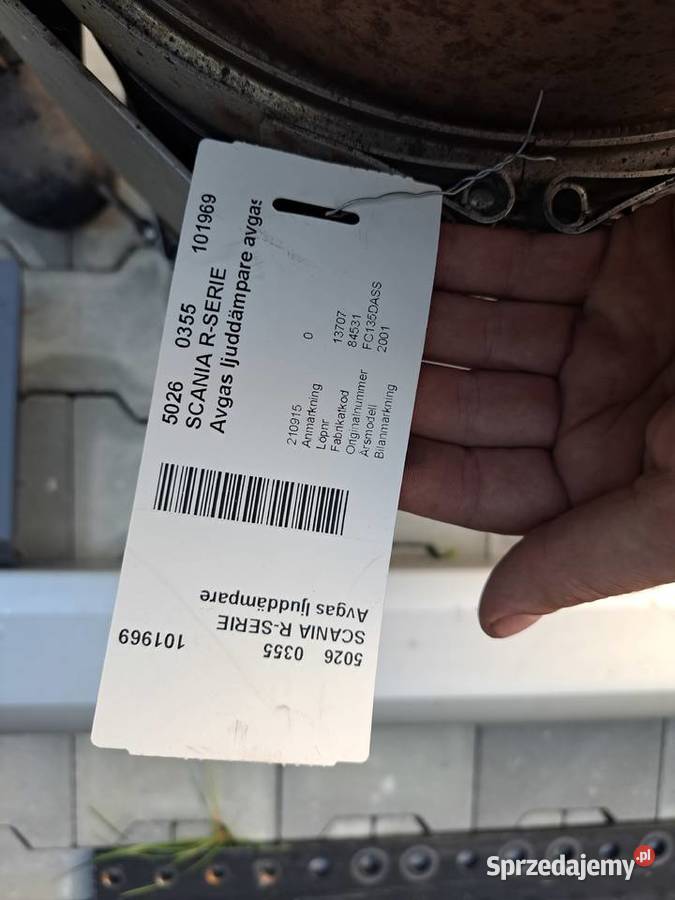 5026 0355 101969
SCANIA R-SERIE
Avgas ljuddämpare avgas
210915
Anmärkning 0
Löpnr 13707
Fabrikatkod 84531
Originalnummer FC135DASS
Årsmodell 2001
Bilanmärkning
5026 0355 101969
SCANIA R-SERIE
Avgas ljuddämpare
Sprzedajemy.pl